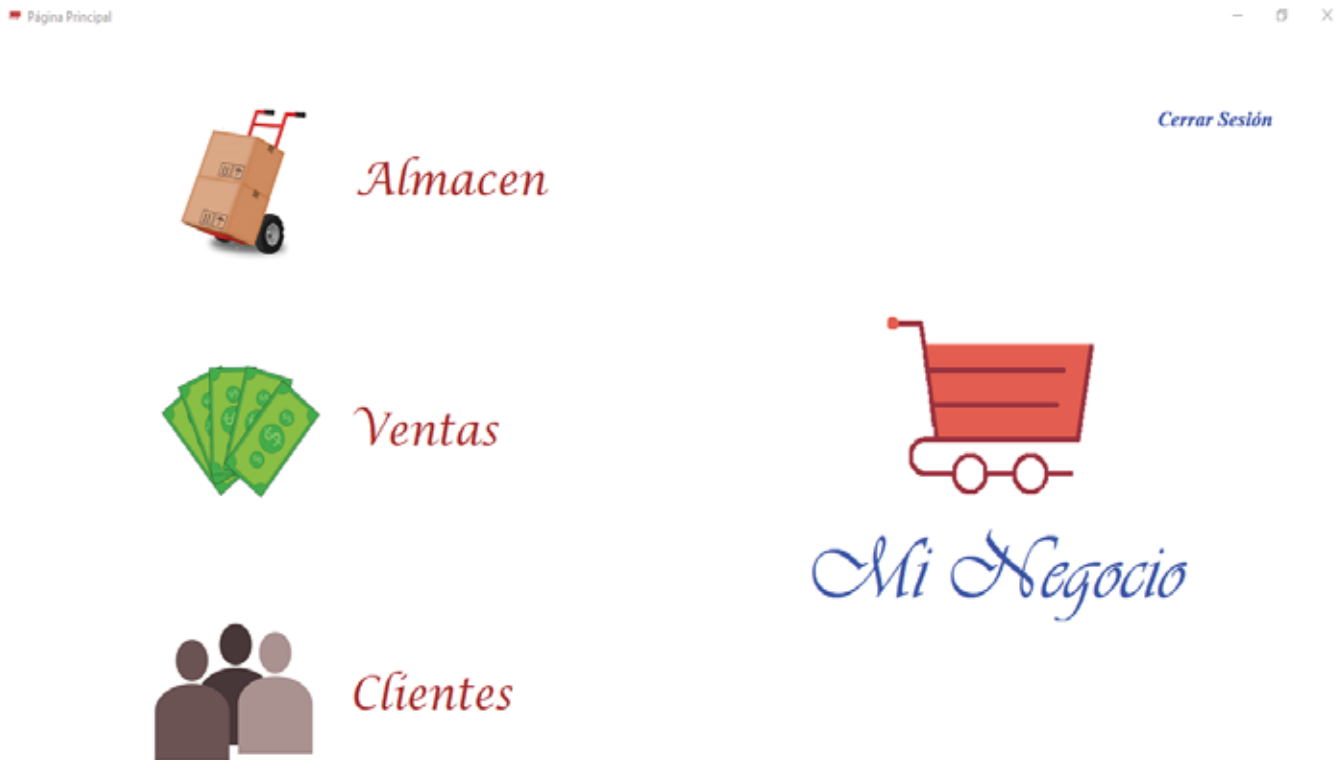 Página Principal
Cerrar Sesión
Almacen
Ventas
Clientes
Mi Negocio